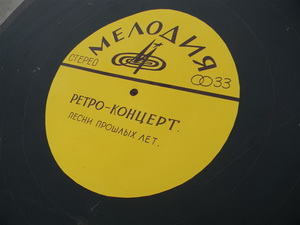 МЕЛОДИЯ
СТЕРЕО
33
РЕТРО-КОНЦЕРТ.
ПЕСНИ ПРОШЛЫХ ЛЕТ.